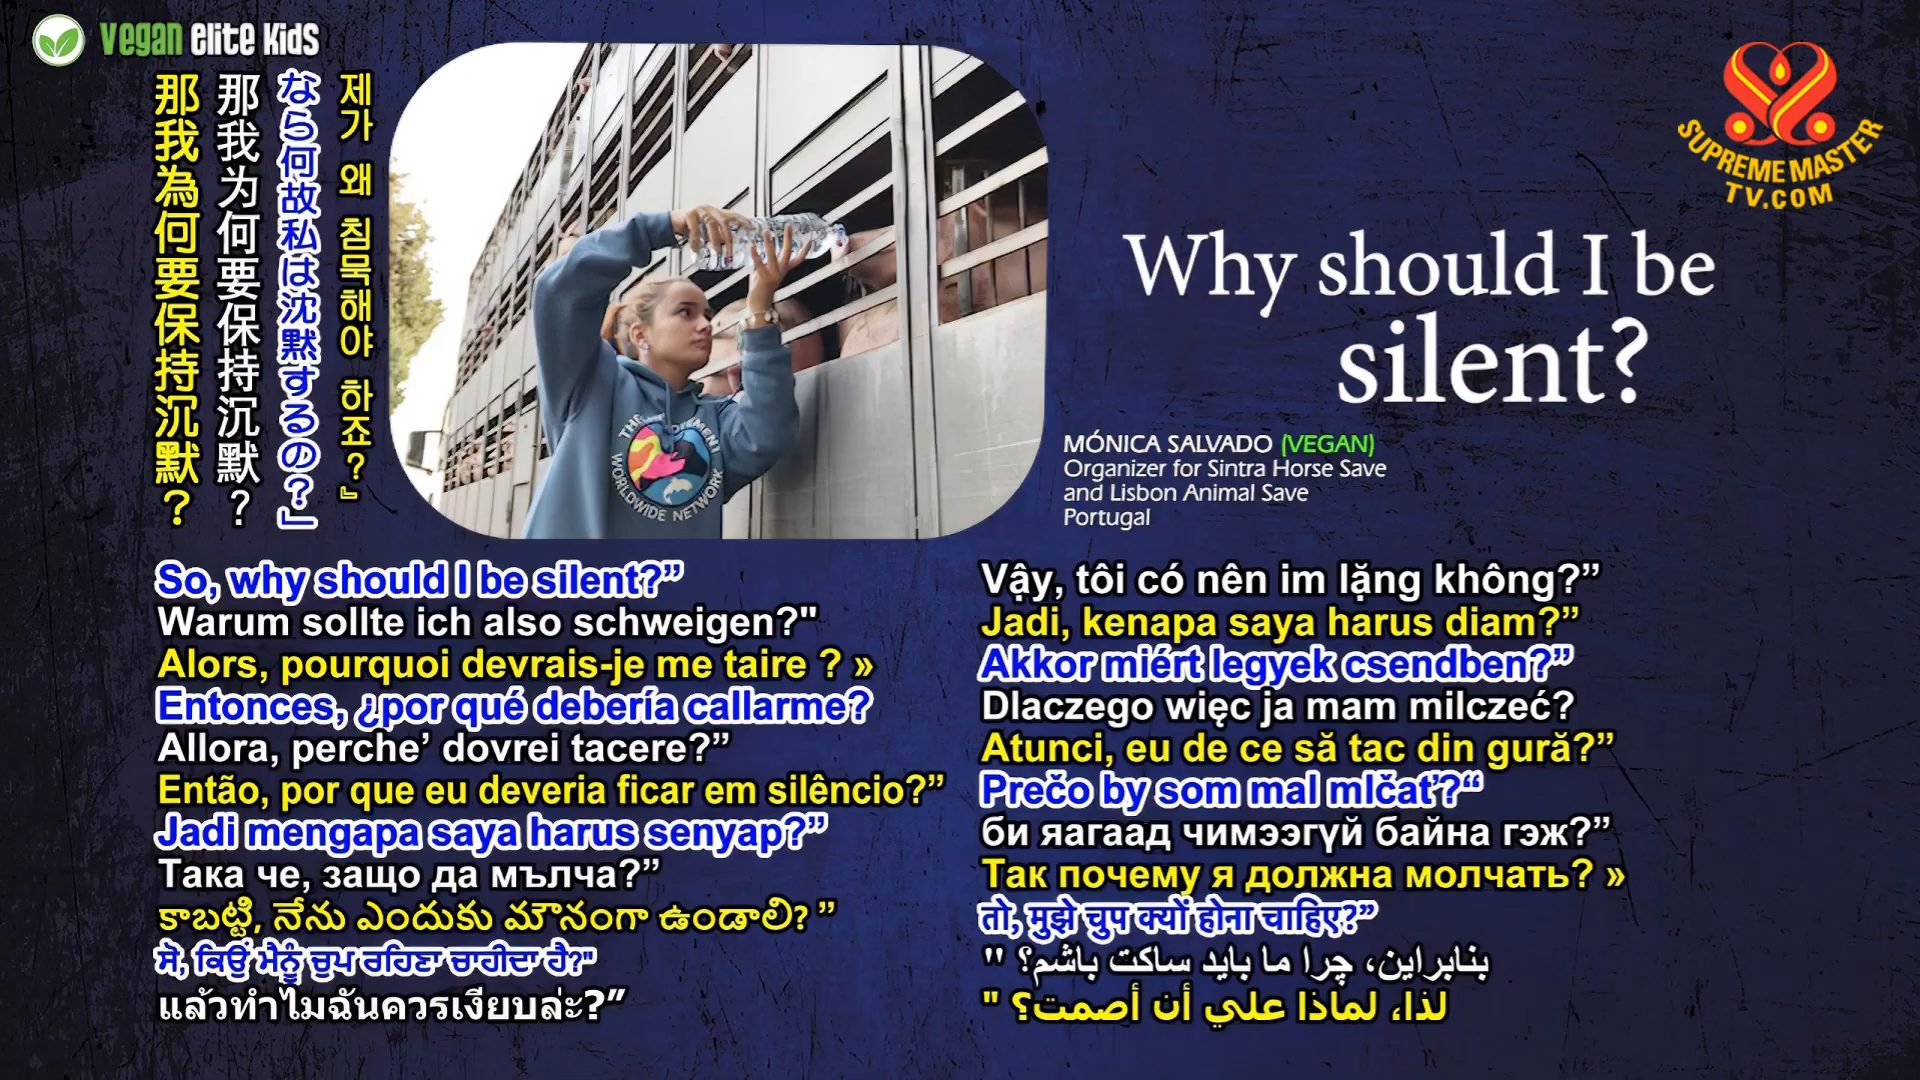 Vegan Elite Kids
SUPREME MASTER
TV.COM
那我為何要保持沉默？
那我为何要保持沉默？
なら何故私は沈黙するの？」
제가 왜 침묵해야 하죠？』
THE SAVE MOVEMENT
WORLDWIDE NETWORK
Why should I be
silent?
MÓNICA SALVADO (VEGAN)
Organizer for Sintra Horse Save
and Lisbon Animal Save
Portugal
So, why should I be silent?”
Warum sollte ich also schweigen?"
Alors, pourquoi devrais-je me taire ? »
Entonces, ¿por qué debería callarme?
Allora, perche’ dovrei tacere?”
Então, por que eu deveria ficar em silêncio?”
Jadi mengapa saya harus senyap?”
Така че, защо да мълча?”
కాబట్టి, నేను ఎందుకు మౌనంగా ఉండాలి? ”
ਸੋ, ਕਿਉਂ ਮੈਨੂੰ ਚੁਪ ਰਹਿਣਾ ਚਾਹੀਦਾ ਹੈ?"
แล้วทำไมฉันควรเงียบล่ะ?”
Vậy, tôi có nên im lặng không?”
Jadi, kenapa saya harus diam?”
Akkor miért legyek csendben?”
Dlaczego więc ja mam milczeć?
Atunci, eu de ce să tac din gură?”
Prečo by som mal mlčať?“
би яагаад чимээгүй байна гэж?”
Так почему я должна молчать? »
तो, मुझे चुप क्यों होना चाहिए?”
بنابراین، چرا ما باید ساکت باشم؟ "
لذا، لماذا علي أن أصمت؟ "